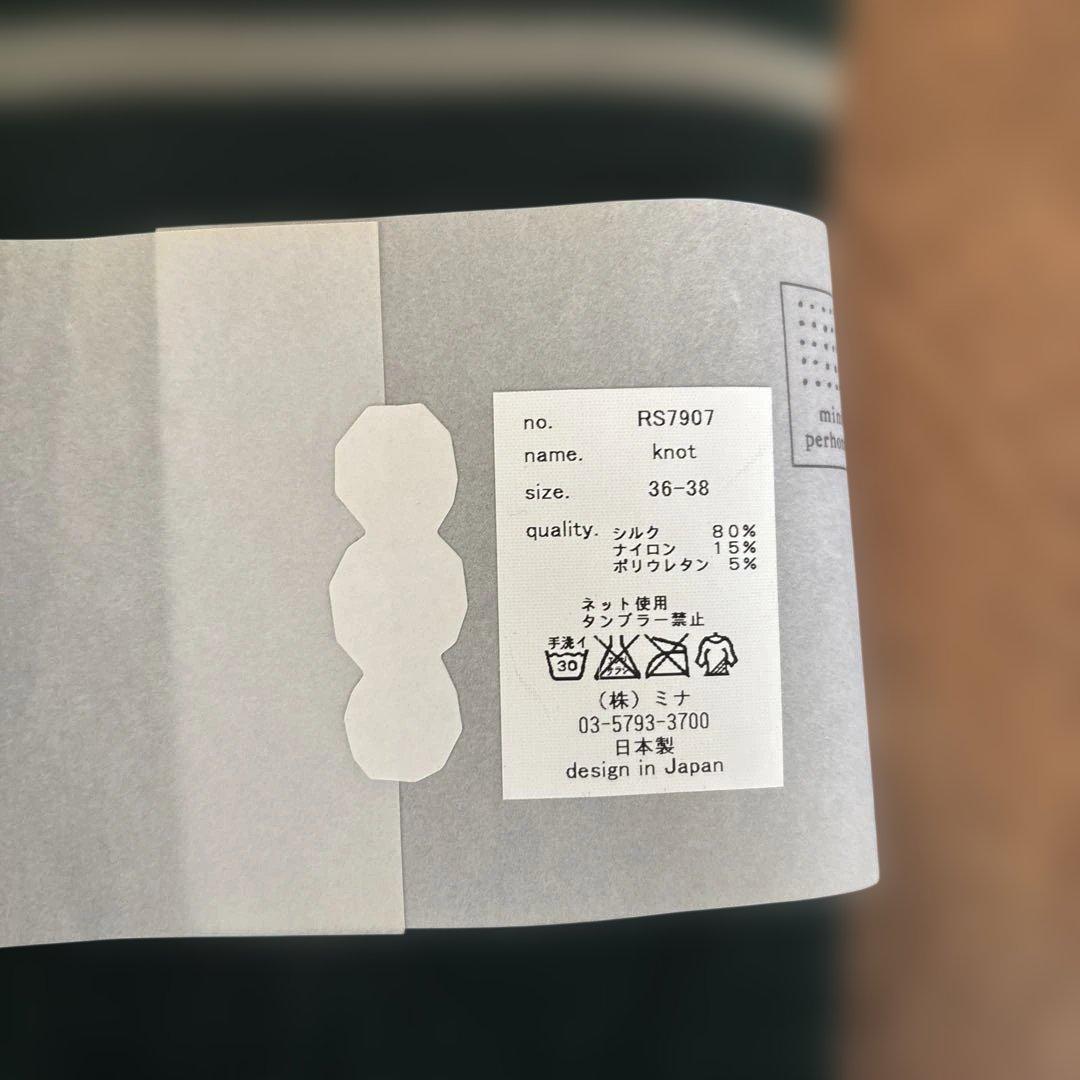 no. RS7907
name. knot
size. 36-38
quality. シルク 80%
ナイロン 15%
ポリウレタン 5%
ネット使用
タンブラー禁止
手洗イ
30
(株)ミナ
03-5793-3700
日本製
design in Japan